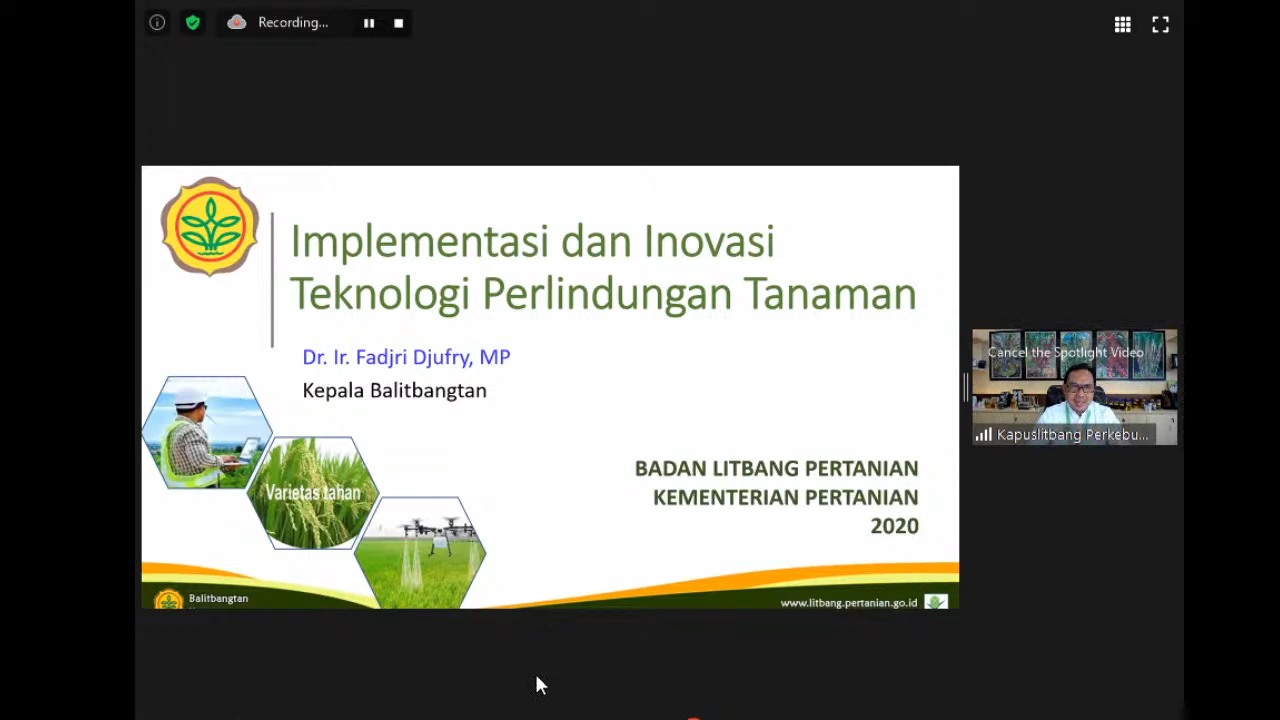 Recording...
Implementasi dan Inovasi
Teknologi Perlindungan Tanaman
Dr. Ir. Fadjri Djufry, MP
Kepala Balitbangtan
Varietas tahan
BADAN LITBANG PERTANIAN
KEMENTERIAN PERTANIAN
2020
Balitbangtan
www.litbang.pertanian.go.id
Cancel the Spotlight Video
Kapuslitbang Perkebu...